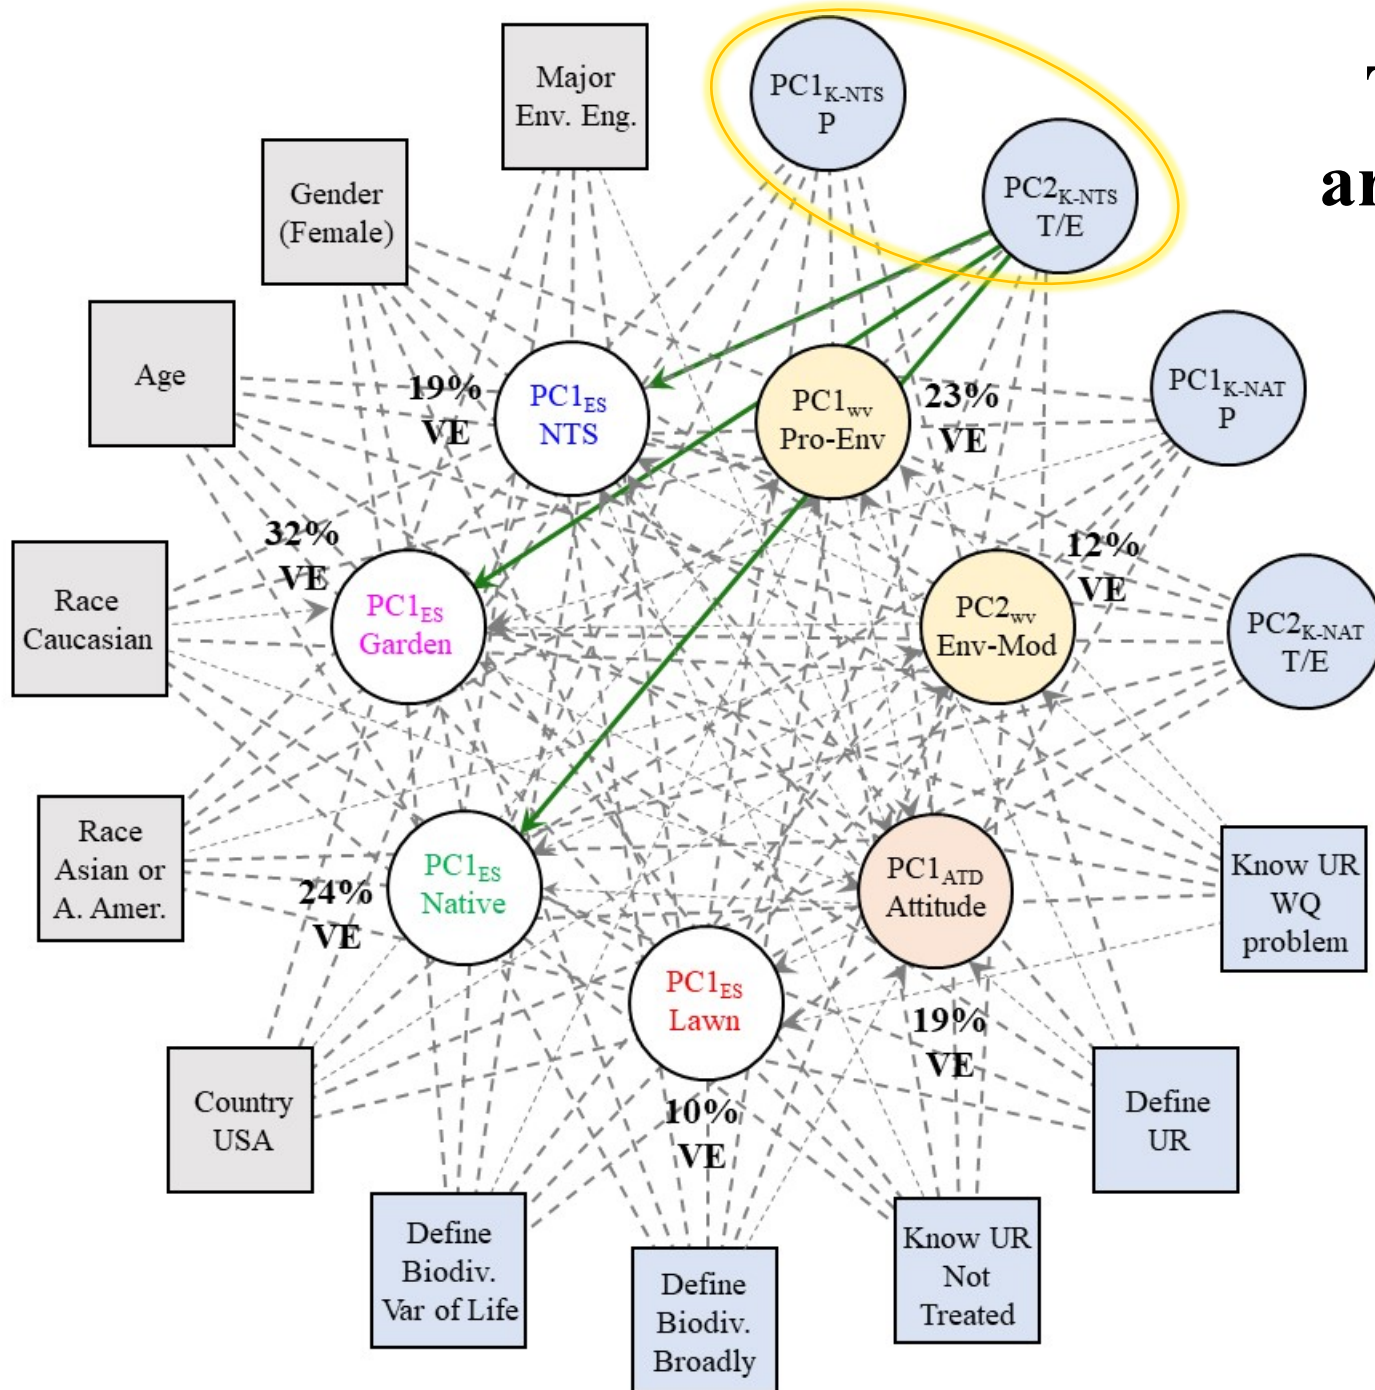 Major
Env. Eng.
PC1K-NTS
P
T
ar
PC2K-NTS
T/E
Gender
(Female)
Age
19%
VE
PC1ES
NTS
PC1WV
Pro-Env
23%
VE
PC1K-NAT
P
32%
VE
12%
VE
Race
Caucasian
PC1ES
Garden
PC2WV
Env-Mod
PC2K-NAT
T/E
Race
Asian or
A. Amer.
24%
VE
PC1ES
Native
PC1ATD
Attitude
Know UR
WQ
problem
PC1ES
Lawn
19%
VE
Country
USA
10%
VE
Define
UR
Define
Biodiv.
Var of Life
Define
Biodiv.
Broadly
Know UR
Not
Treated